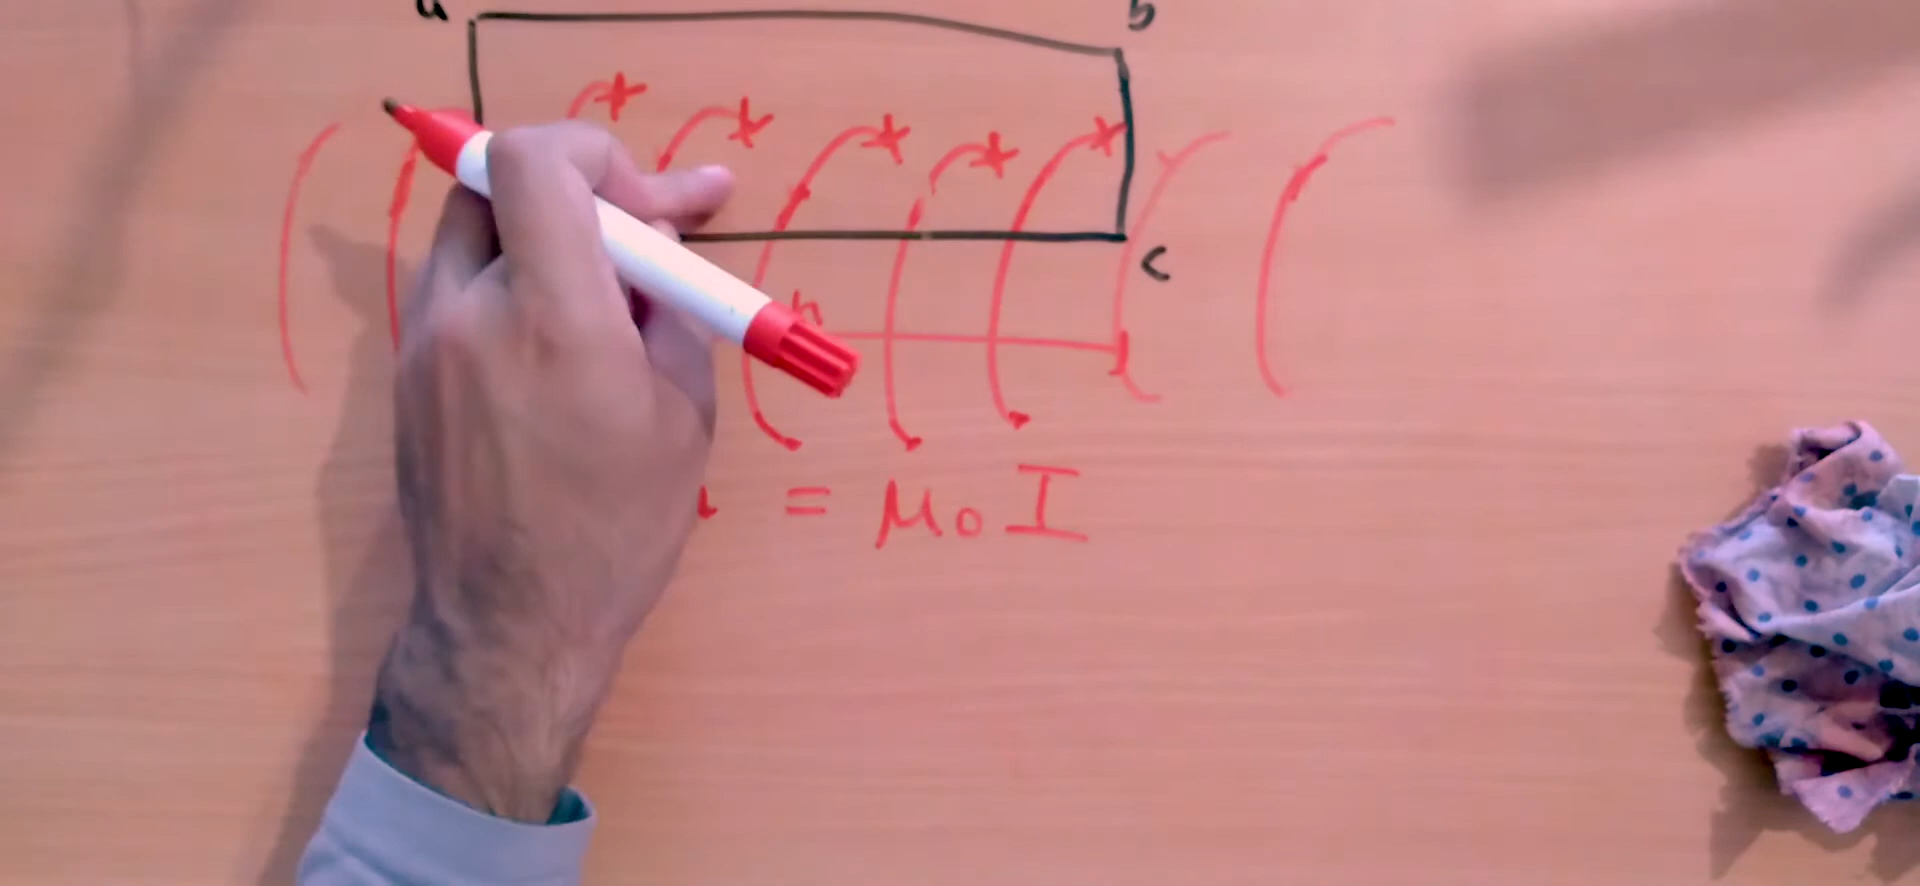 a b
c
h
= μ₀ I